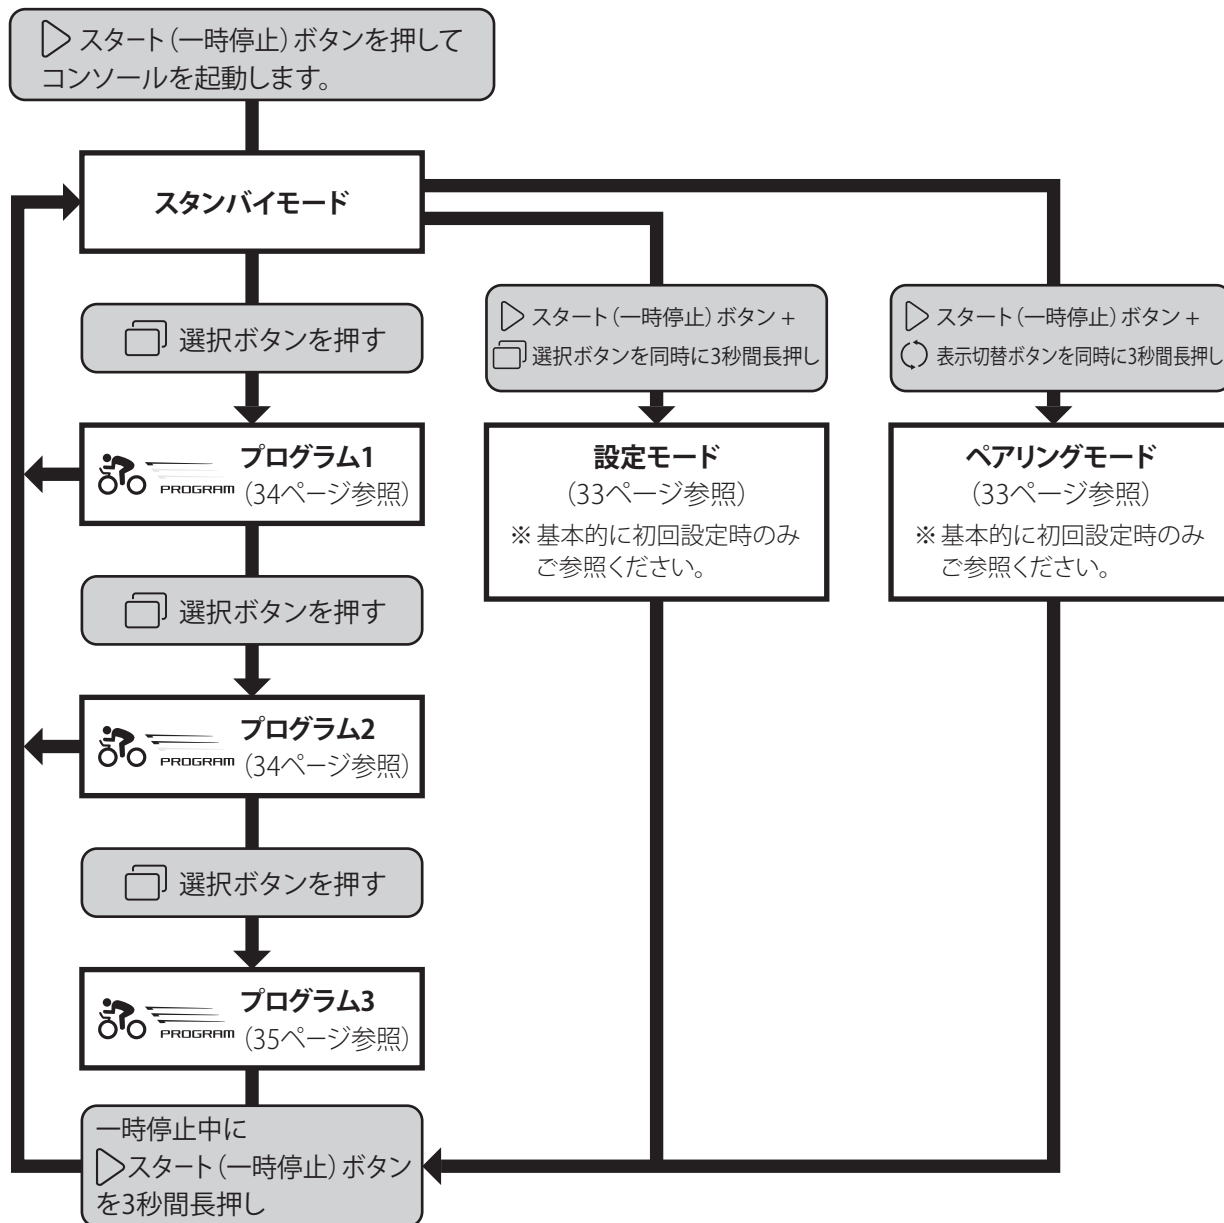 スタート（一時停止）ボタンを押して
コンソールを起動します。
スタンバイモード
選択ボタンを押す
スタート（一時停止）ボタン +
選択ボタンを同時に3秒間長押し
スタート（一時停止）ボタン +
表示切替ボタンを同時に3秒間長押し
プログラム1
PROGRAM
（34ページ参照）
設定モード
（33ページ参照）
※ 基本的に初回設定時のみ
ご参照ください。
ペアリングモード
（33ページ参照）
※ 基本的に初回設定時のみ
ご参照ください。
選択ボタンを押す
プログラム2
PROGRAM
（34ページ参照）
選択ボタンを押す
プログラム3
PROGRAM
（35ページ参照）
一時停止中に
スタート（一時停止）ボタン
を3秒間長押し